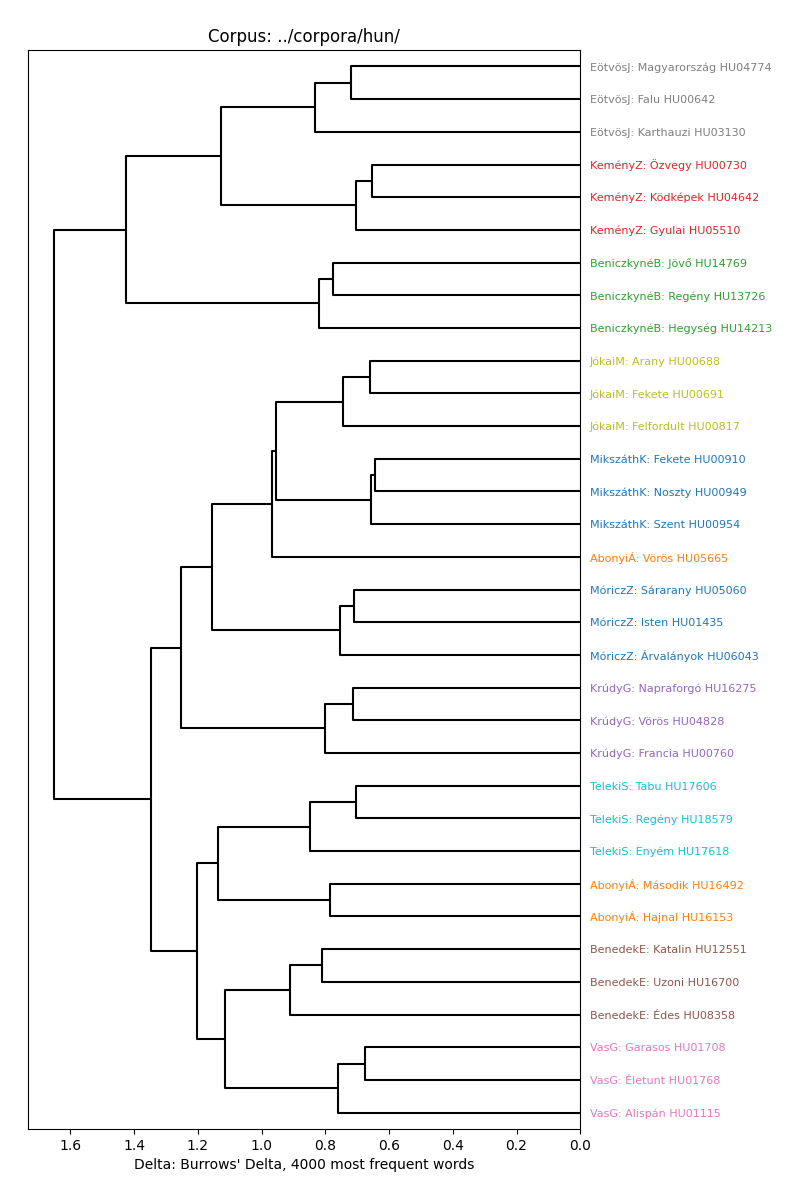 Corpus: ../corpora/hun/
EötvösJ: Magyarország HU04774
EötvösJ: Falu HU00642
EötvösJ: Karthauzi HU03130
KeményZ: Özvegy HU00730
KeményZ: Ködképek HU04642
KeményZ: Gyulai HU05510
BeniczkynéB: Jövő HU14769
BeniczkynéB: Regény HU13726
BeniczkynéB: Hegység HU14213
JókaiM: Arany HU00688
JókaiM: Fekete HU00691
JókaiM: Felfordult HU00817
MikszáthK: Fekete HU00910
MikszáthK: Noszty HU00949
MikszáthK: Szent HU00954
AbonyiÁ: Vörös HU05665
MóriczZ: Sárarany HU05060
MóriczZ: Isten HU01435
MóriczZ: Árvalányok HU06043
KrúdyG: Napraforgó HU16275
KrúdyG: Vörös HU04828
KrúdyG: Francia HU00760
TelekiS: Tabu HU17606
TelekiS: Regény HU18579
TelekiS: Enyém HU17618
AbonyiÁ: Második HU16492
AbonyiÁ: Hajnal HU16153
BenedekE: Katalin HU12551
BenedekE: Uzoni HU16700
BenedekE: Édes HU08358
VasG: Garasos HU01708
VasG: Életunt HU01768
VasG: Alispán HU01115
1.6 1.4 1.2 1.0 0.8 0.6 0.4 0.2 0.0
Delta: Burrows' Delta, 4000 most frequent words